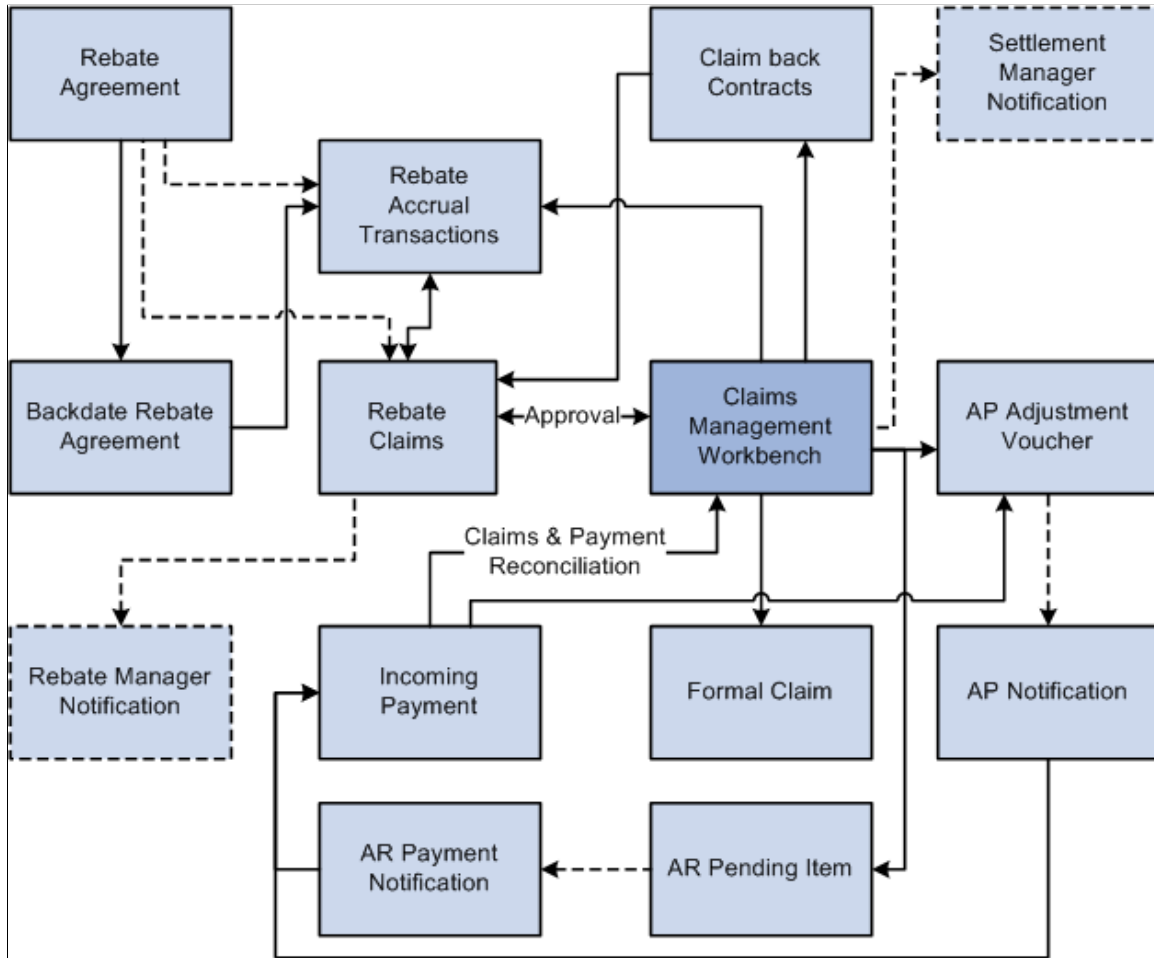 Rebate
Agreement
Claim back
Contracts
Settlement
Manager
Notification
Rebate
Accrual
Transactions
Backdate Rebate
Agreement
Rebate
Claims
Approval
Claims
Management
Workbench
AP Adjustment
Voucher
Claims & Payment
Reconciliation
Rebate Manager
Notification
Incoming
Payment
Formal Claim
AP Notification
AR Payment
Notification
AR Pending Item